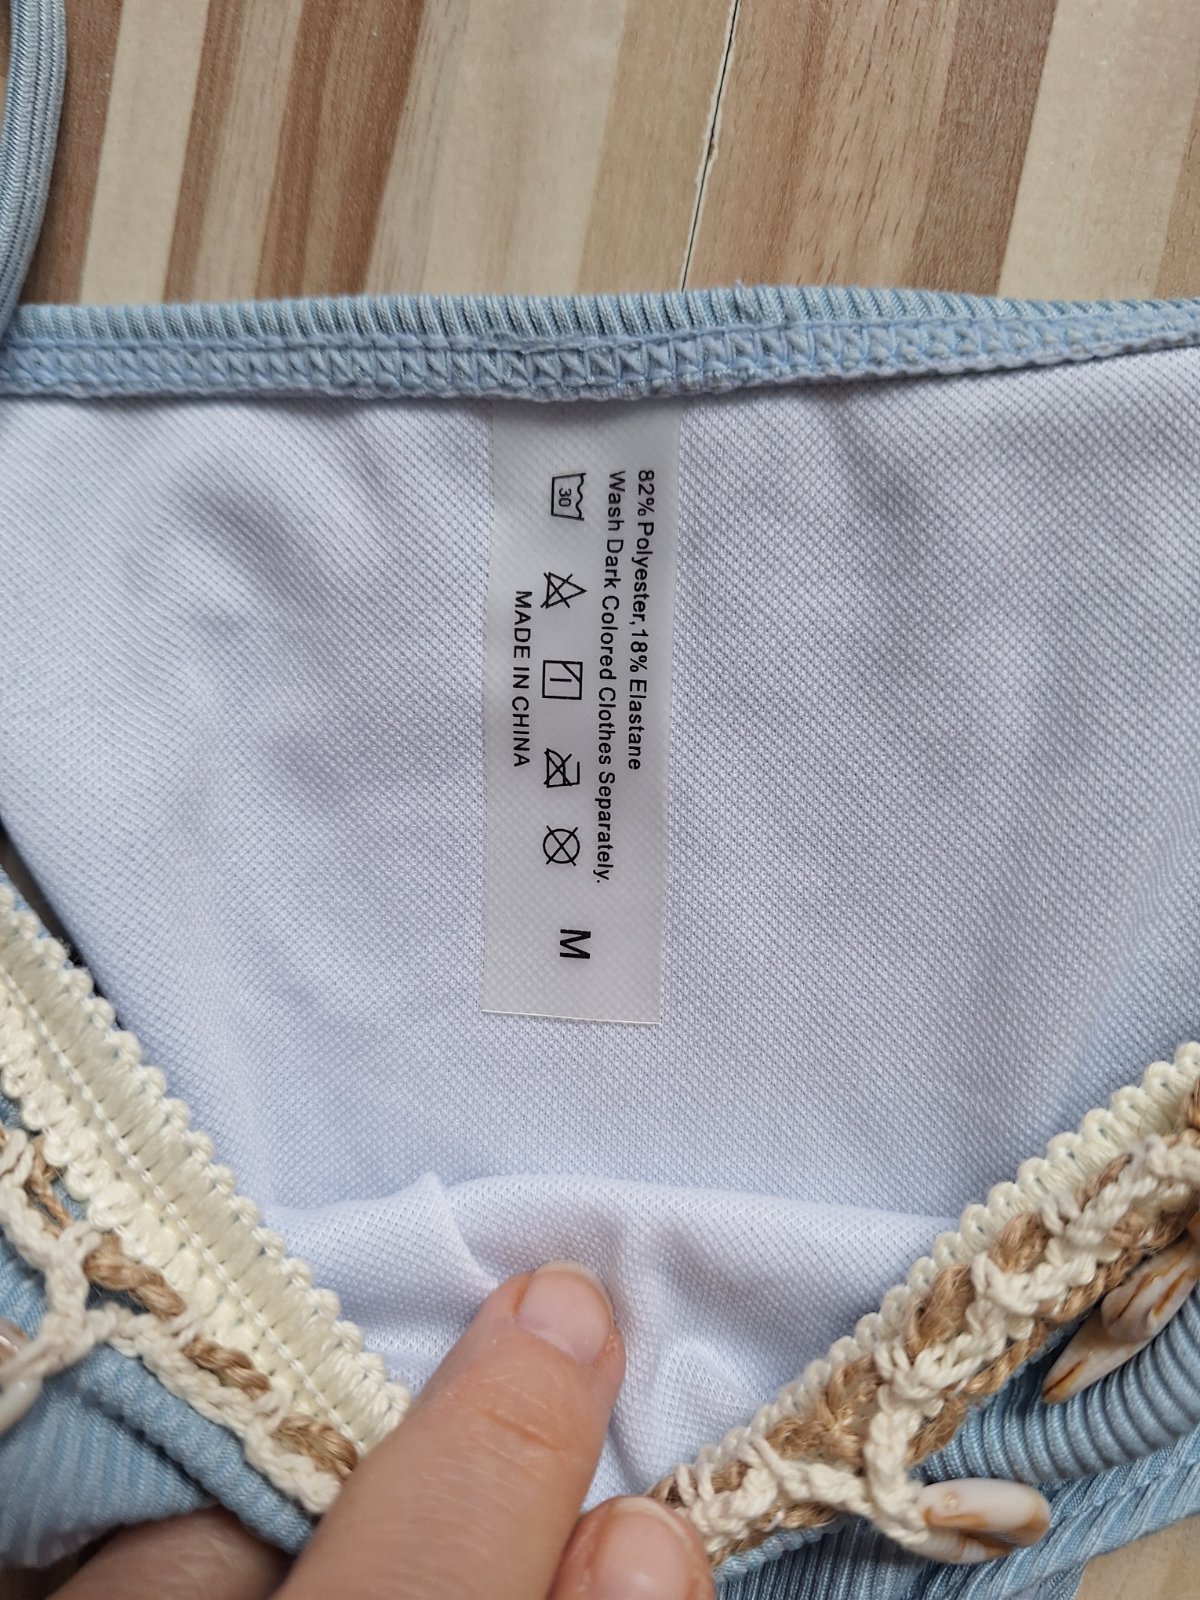 82% Polyester,18% Elastane
Wash Dark Colored Clothes Separately.
30
M
MADE IN CHINA